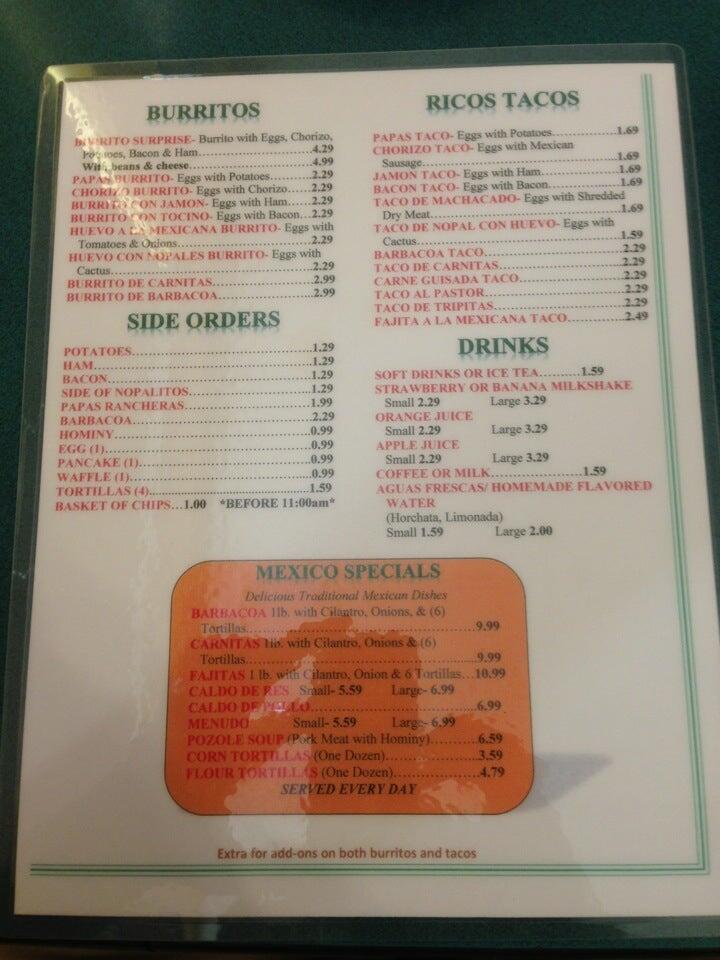 BURRITOS
BURRITO SURPRISE- Burrito with Eggs, Chorizo,
Potatoes, Bacon & Ham..........4.29
With beans & cheese..........4.99
PAPAS BURRITO- Eggs with Potatoes..........2.29
CHORIZO BURRITO- Eggs with Chorizo..........2.29
BURRITO CON JAMON- Eggs with Ham..........2.29
BURRITO CON TOCINO- Eggs with Bacon...2.29
HUEVO A LA MEXICANA BURRITO- Eggs with
Tomatoes & Onions..........2.29
HUEVO CON NOPALES BURRITO- Eggs with
Cactus..........2.29
BURRITO DE CARNITAS..........2.99
BURRITO DE BARBACOA..........2.99
SIDE ORDERS
POTATOES..........1.29
HAM..........1.29
BACON..........1.29
SIDE OF NOPALITOS..........1.29
PAPAS RANCHERAS..........1.99
BARBACOA..........2.29
HOMINY..........0.99
EGG (1)..........0.99
PANCAKE (1)..........0.99
WAFFLE (1)..........0.99
TORTILLAS (4)..........1.59
BASKET OF CHIPS...1.00 *BEFORE 11:00am*
RICOS TACOS
PAPAS TACO- Eggs with Potatoes..........1.69
CHORIZO TACO- Eggs with Mexican
Sausage..........1.69
JAMON TACO- Eggs with Ham..........1.69
BACON TACO- Eggs with Bacon..........1.69
TACO DE MACHACADO- Eggs with Shredded
Dry Meat..........1.69
TACO DE NOPAL CON HUEVO- Eggs with
Cactus..........1.59
BARBACOA TACO..........2.29
TACO DE CARNITAS..........2.29
CARNE GUISADA TACO..........2.29
TACO AL PASTOR..........2.29
TACO DE TRIPITAS..........2.29
FAJITA A LA MEXICANA TACO..........2.49
DRINKS
SOFT DRINKS OR ICE TEA..........1.59
STRAWBERRY OR BANANA MILKSHAKE
Small 2.29 Large 3.29
ORANGE JUICE
Small 2.29 Large 3.29
APPLE JUICE
Small 2.29 Large 3.29
COFFEE OR MILK..........1.59
AGUAS FRESCAS/ HOMEMADE FLAVORED
WATER
(Horchata, Limonada)
Small 1.59 Large 2.00
MEXICO SPECIALS
Delicious Traditional Mexican Dishes
BARBACOA 1lb. with Cilantro, Onions, & (6)
Tortillas..........9.99
CARNITAS 1lb. with Cilantro, Onions & (6)
Tortillas..........9.99
FAJITAS 1 lb. with Cilantro, Onion & 6 Tortillas...10.99
CALDO DE RES Small- 5.59 Large- 6.99
CALDO DE POLLO..........6.99
MENUDO Small- 5.59 Large- 6.99
POZOLE SOUP (Pork Meat with Hominy)..........6.59
CORN TORTILLAS (One Dozen)..........3.59
FLOUR TORTILLAS (One Dozen)..........4.79
SERVED EVERY DAY
Extra for add-ons on both burritos and tacos